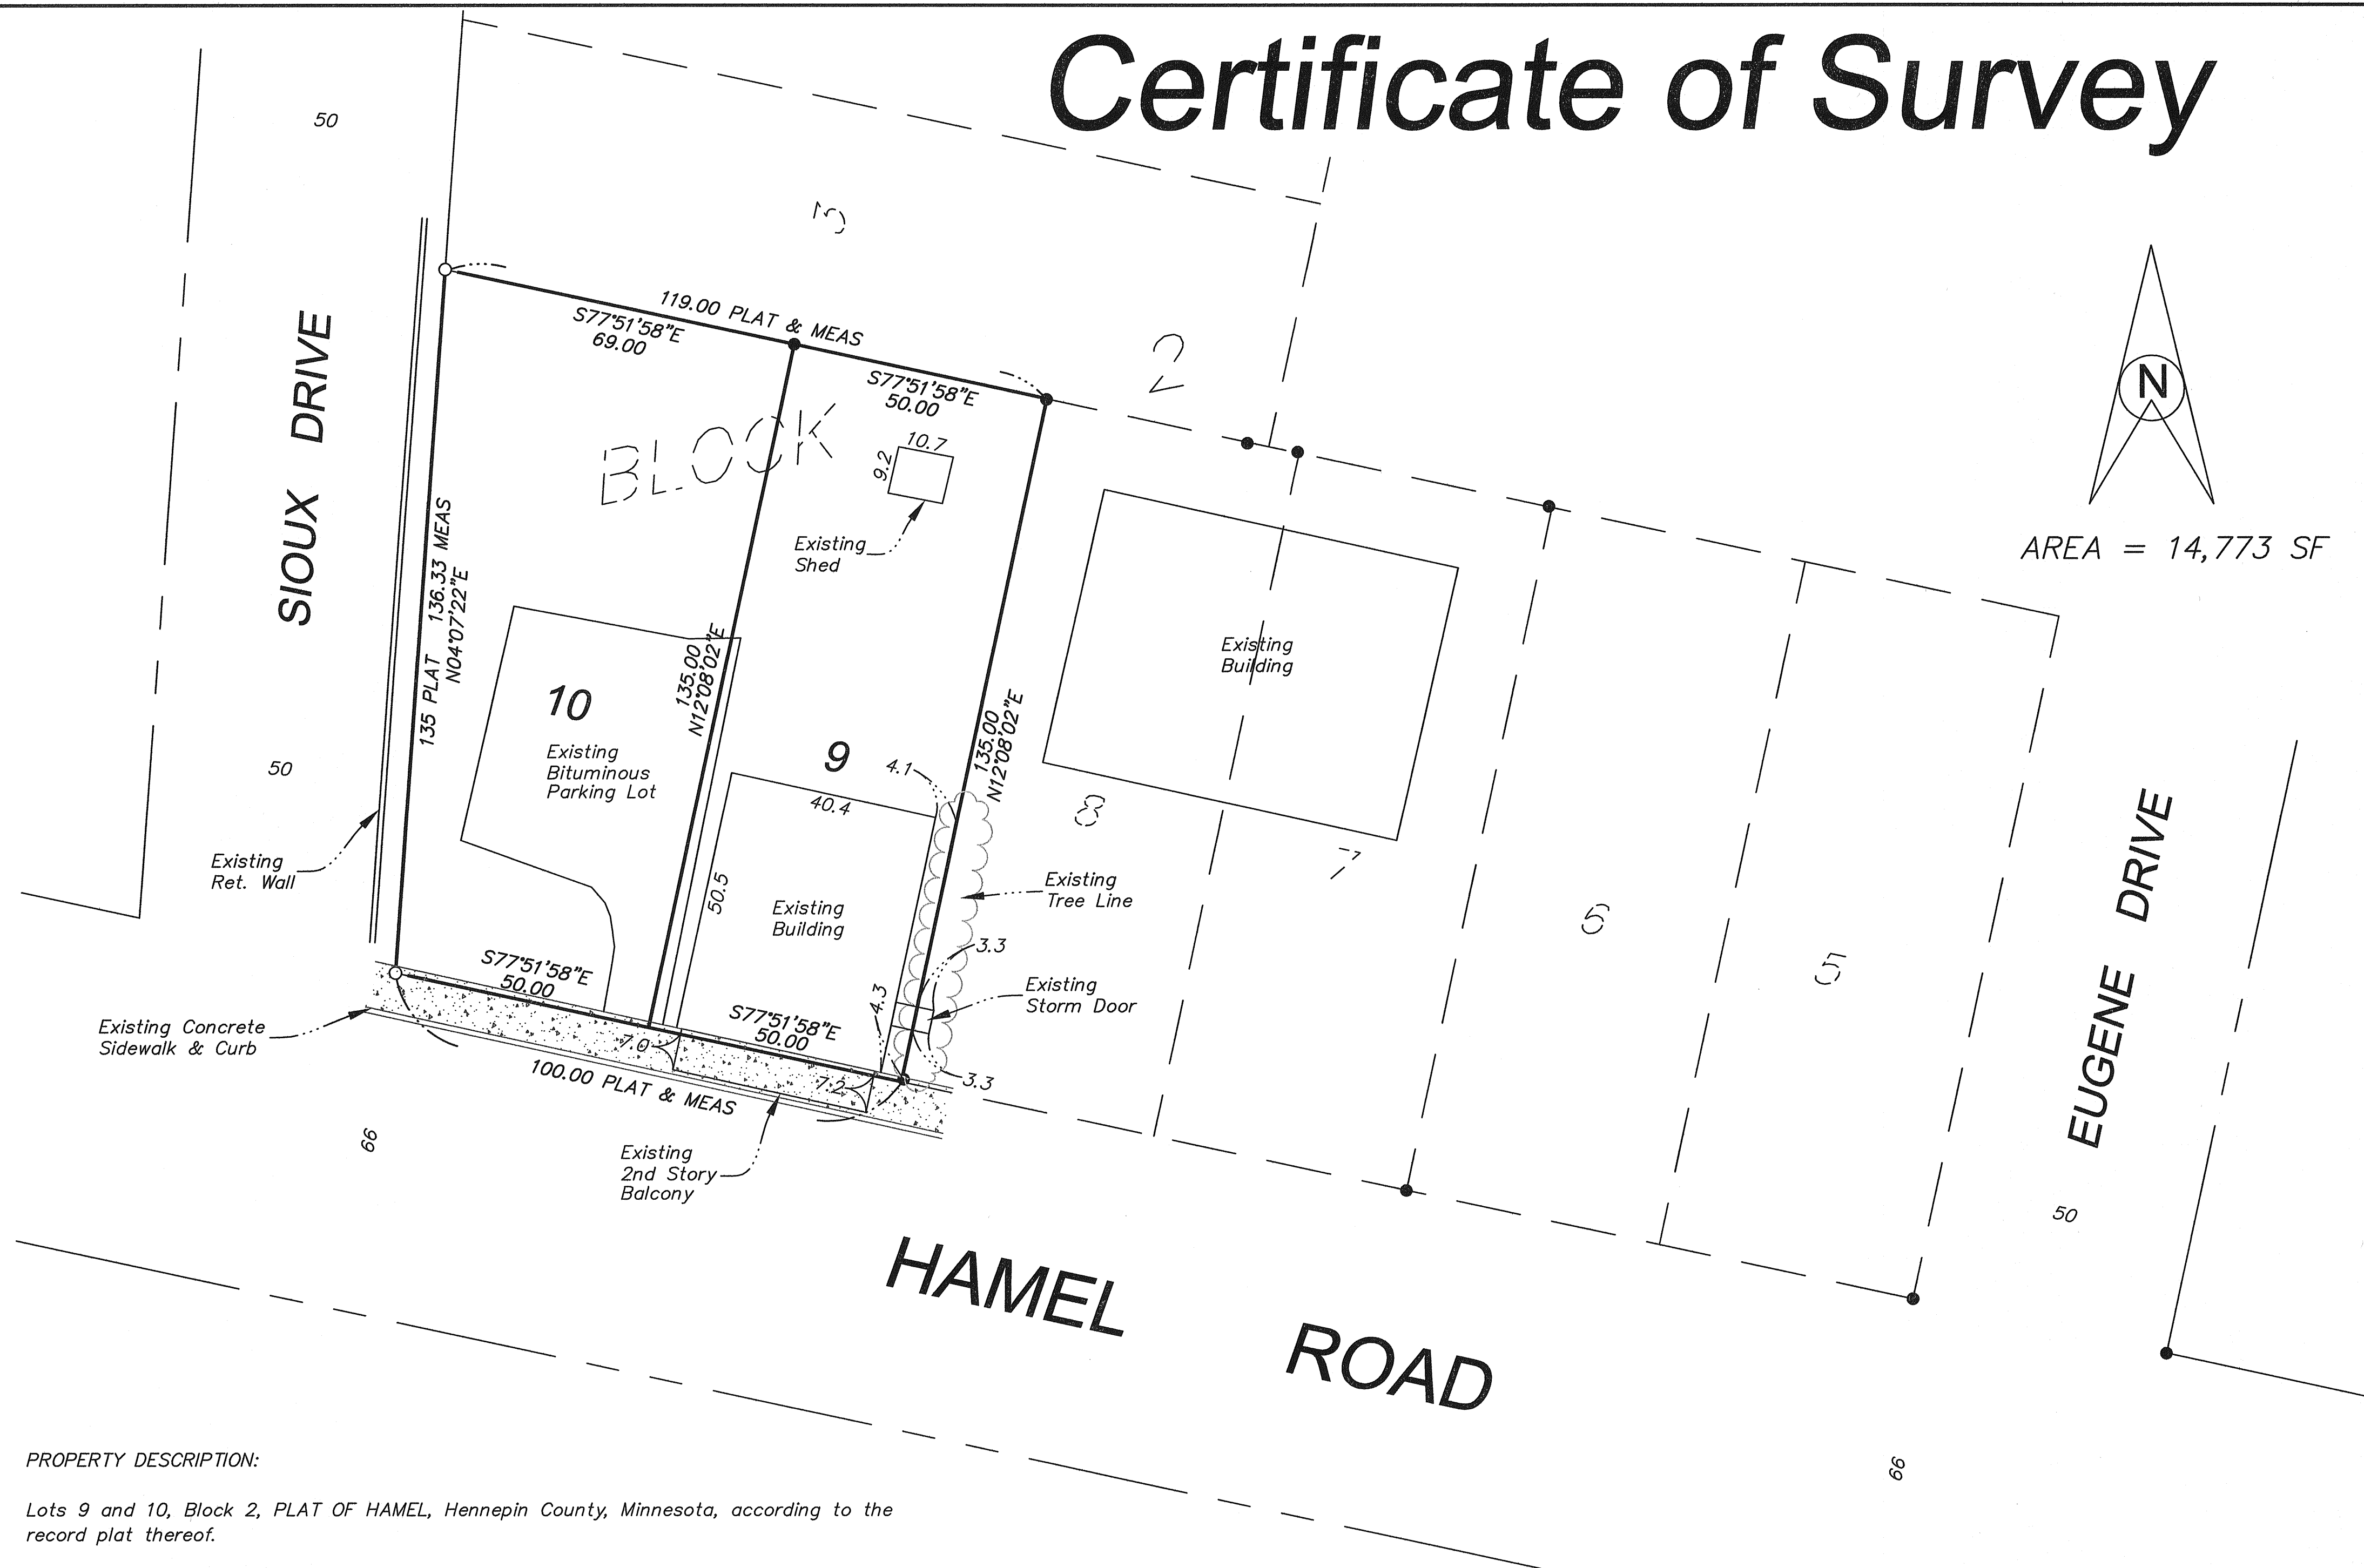 Certificate of Survey
50
3
119.00 PLAT & MEAS
S77°51'58"E
69.00
S77°51'58"E
50.00
2
BLOCK
SIOUX DRIVE
10.7
9.2
Existing
Shed
N
AREA = 14,773 SF
135 PLAT 136.33 MEAS
N04°07'22"E
135.00
N12°08'02"E
135.00
N12°08'02"E
Existing
Building
10
Existing
Bituminous
Parking Lot
9
4.1
40.4
50.5
50
8
7
6
5
EUGENE DRIVE
Existing
Ret. Wall
Existing
Building
Existing
Tree Line
3.3
Existing
Storm Door
4.3
3.3
S77°51'58"E
50.00
S77°51'58"E
50.00
7.0
7.2
Existing Concrete
Sidewalk & Curb
100.00 PLAT & MEAS
66
Existing
2nd Story
Balcony
50
HAMEL ROAD
66
PROPERTY DESCRIPTION:
Lots 9 and 10, Block 2, PLAT OF HAMEL, Hennepin County, Minnesota, according to the
record plat thereof.